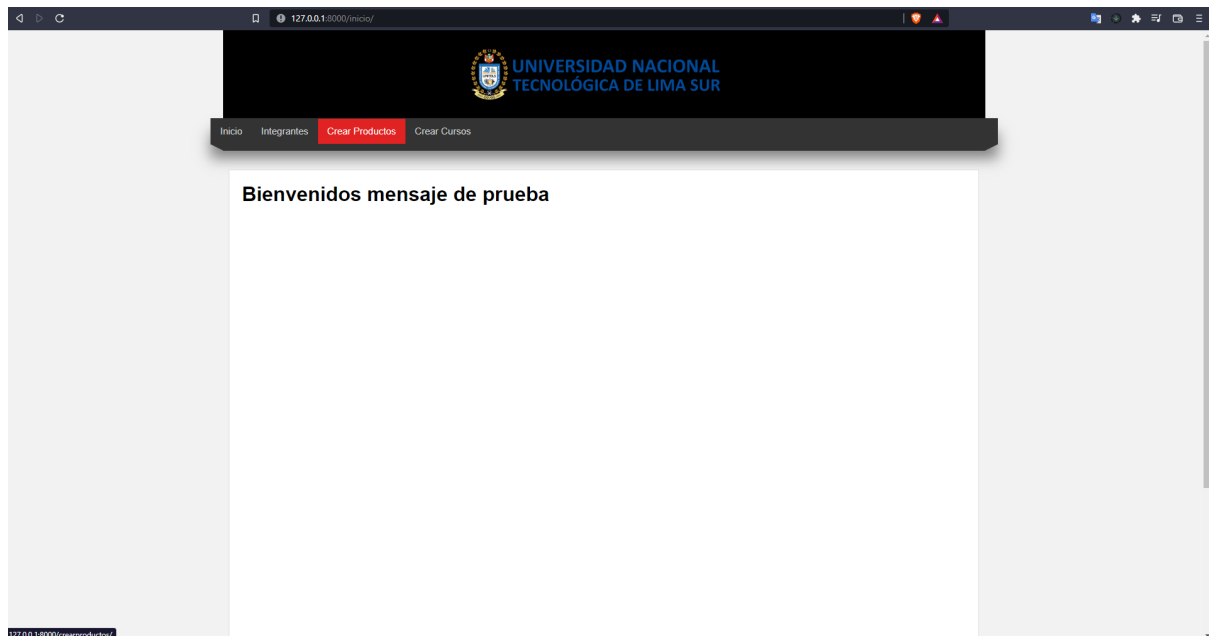 127.0.0.1:8000/inicio/
UNIVERSIDAD NACIONAL
TECNOLÓGICA DE LIMA SUR
Inicio Integrantes Crear Productos Crear Cursos
Bienvenidos mensaje de prueba
127.0.0.1:8000/crearproductos/